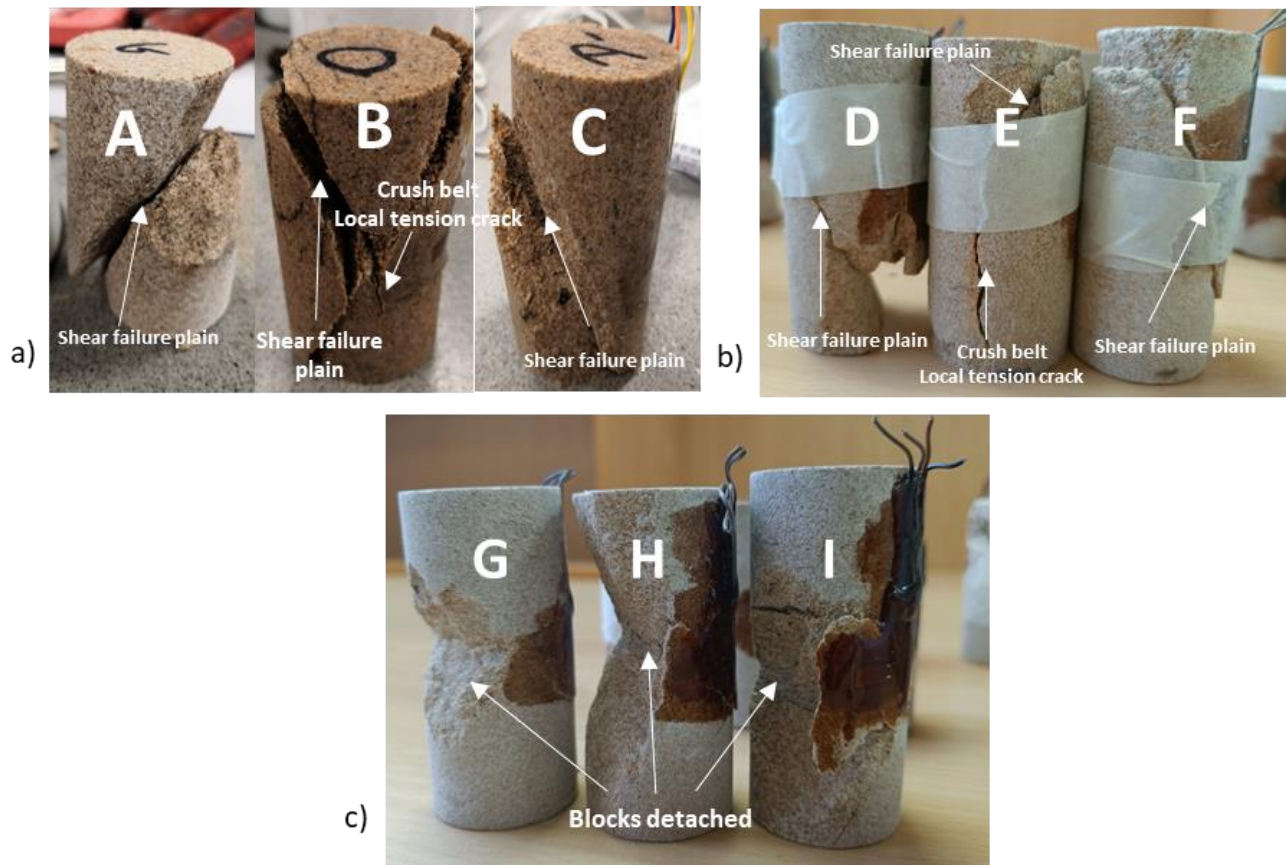 A
B
C
Shear failure plain
Crush belt
Local tension crack
Shear failure
plain
Shear failure plain
a)
Shear failure plain
D
E
F
Shear failure plain
Crush belt
Local tension crack
Shear failure plain
b)
G
H
I
Blocks detached
c)